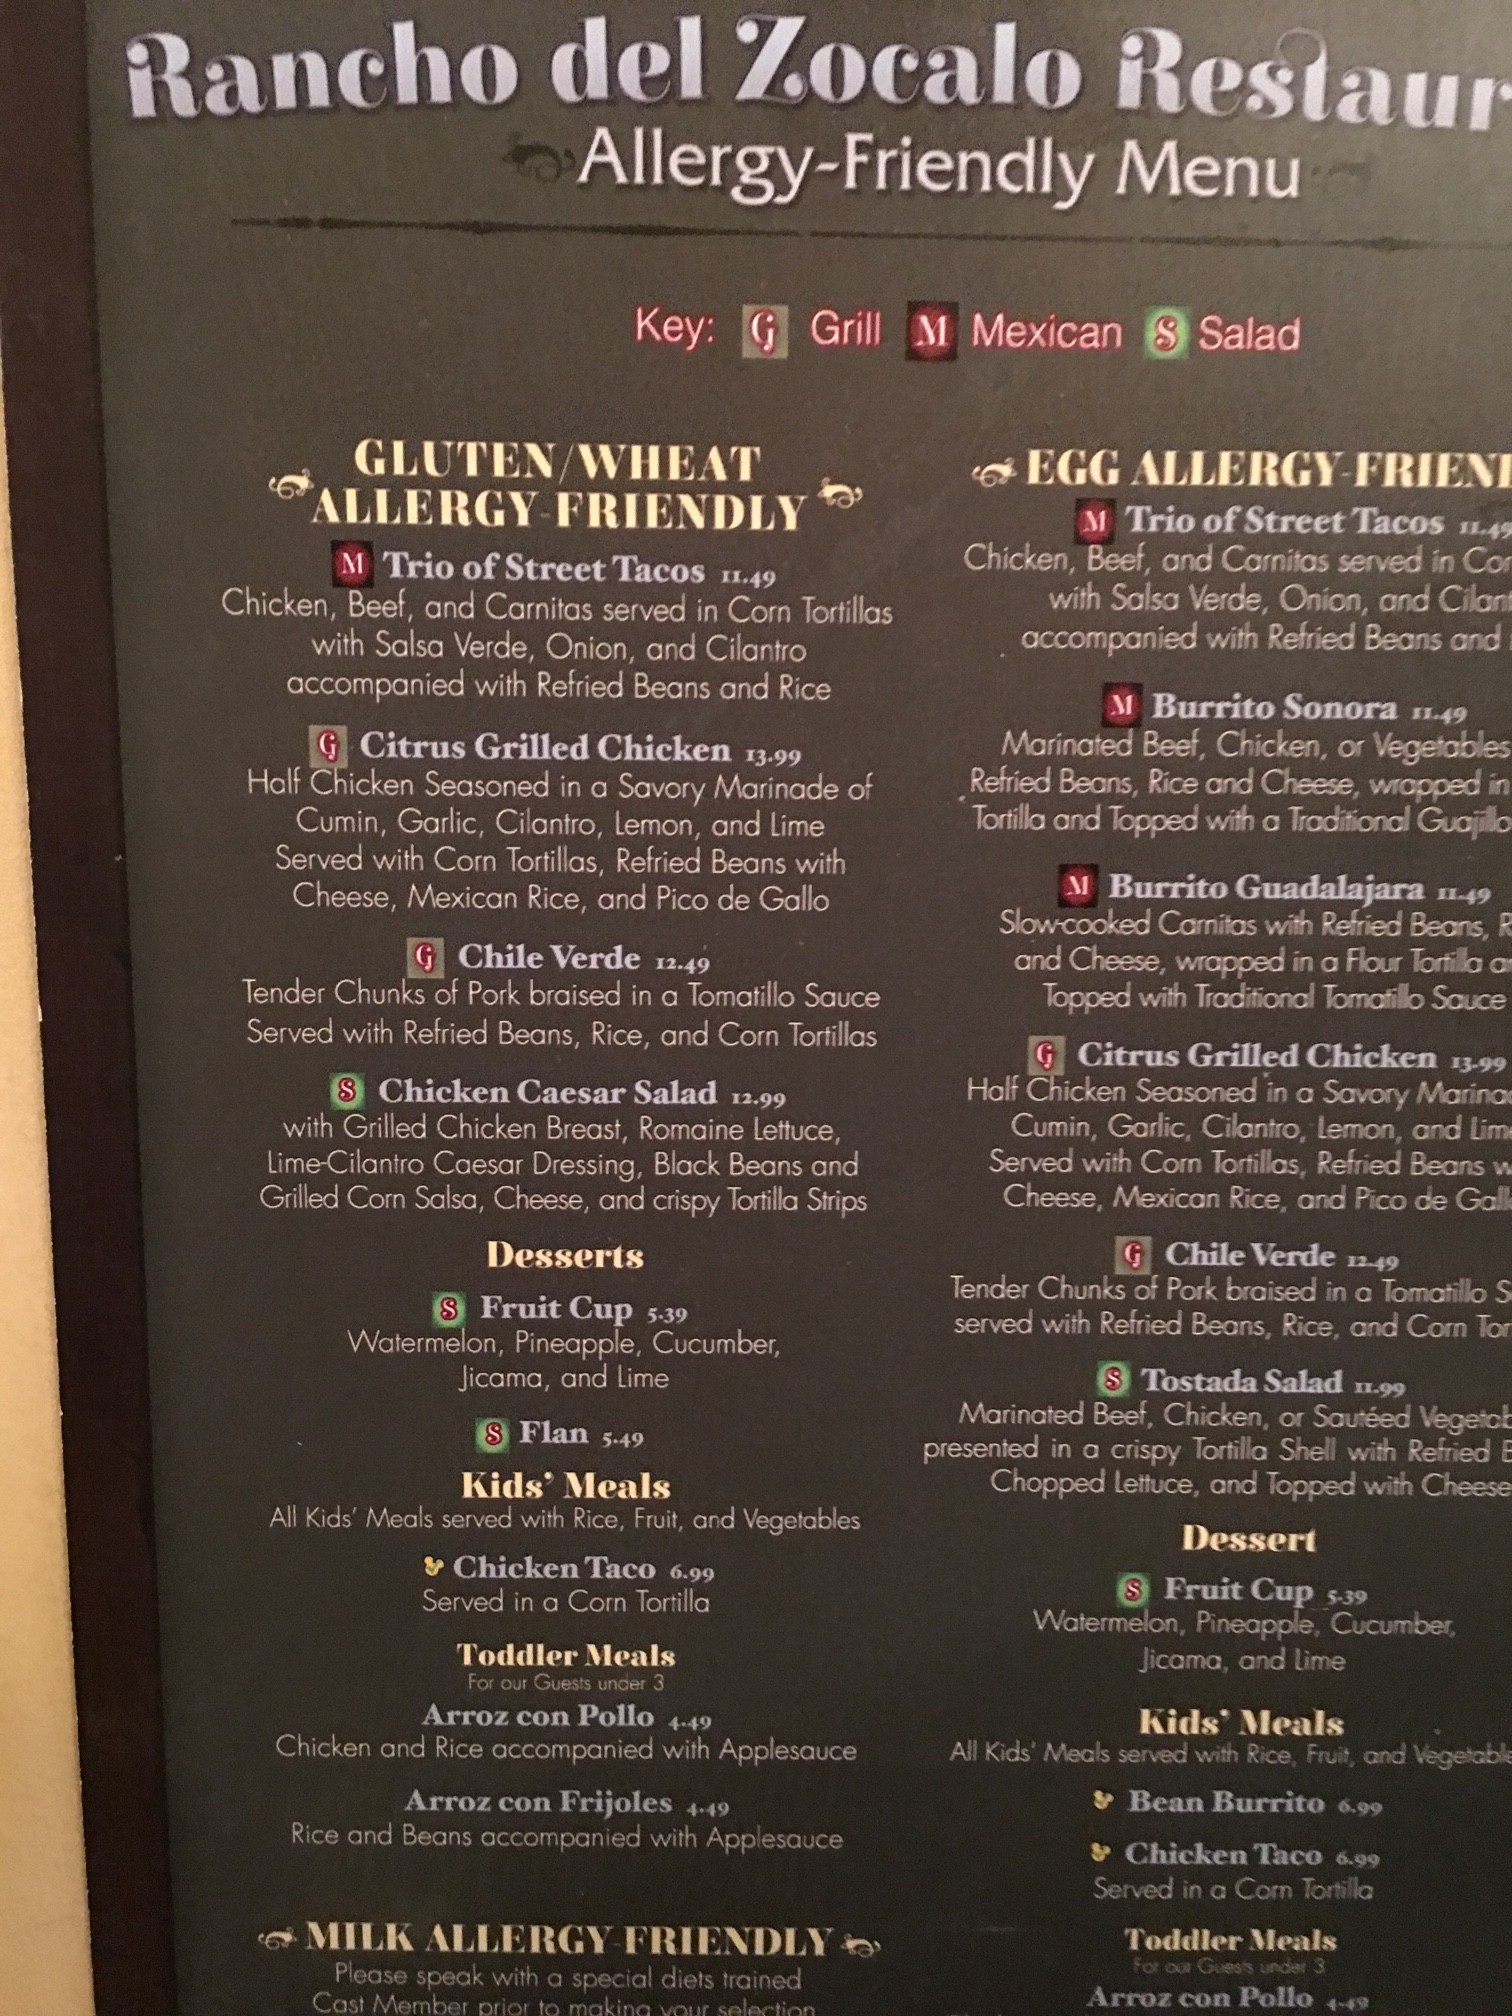 Rancho del Zocalo
Allergy-Friendly Menu
Key: G Grill M Mexican S Salad
GLUTEN/WHEAT
ALLERGY-FRIENDLY
M Trio of Street Tacos 11.49
Chicken, Beef, and Carnitas served in Corn Tortillas
with Salsa Verde, Onion, and Cilantro
accompanied with Refried Beans and Rice
G Citrus Grilled Chicken 13.99
Half Chicken Seasoned in a Savory Marinade of
Cumin, Garlic, Cilantro, Lemon, and Lime
Served with Corn Tortillas, Refried Beans with
Cheese, Mexican Rice, and Pico de Gallo
G Chile Verde 12.49
Tender Chunks of Pork braised in a Tomatillo Sauce
Served with Refried Beans, Rice, and Corn Tortillas
S Chicken Caesar Salad 12.99
with Grilled Chicken Breast, Romaine Lettuce,
Lime-Cilantro Caesar Dressing, Black Beans and
Grilled Corn Salsa, Cheese, and crispy Tortilla Strips
Desserts
S Fruit Cup 5.39
Watermelon, Pineapple, Cucumber,
Jicama, and Lime
S Flan 5.49
Kids' Meals
All Kids' Meals served with Rice, Fruit, and Vegetables
Chicken Taco 6.99
Served in a Corn Tortilla
Toddler Meals
For our Guests under 3
Arroz con Pollo 4.49
Chicken and Rice accompanied with Applesauce
Arroz con Frijoles 4.49
Rice and Beans accompanied with Applesauce
MILK ALLERGY-FRIENDLY
Please speak with a special diets trained
Cast Member prior to making your selection
EGG ALLERGY-FRIEN
M Trio of Street Tacos 11.49
Chicken, Beef, and Carnitas served in
with Salsa Verde, Onion, and
accompanied with Refried Beans and
M Burrito Sonora 11.49
Marinated Beef, Chicken, or Vegetables
Refried Beans, Rice and Cheese, wrapped in
Tortilla and Topped with a Traditional
M Burrito Guadalajara 11.49
Slow-cooked Carnitas with Refried Beans,
and Cheese, wrapped in a Flour Tortilla
Topped with Traditional Tomatillo Sauce
G Citrus Grilled Chicken 13.99
Half Chicken Seasoned in a Savory
Cumin, Garlic, Cilantro, Lemon, and
Served with Corn Tortillas, Refried Beans
Cheese, Mexican Rice, and Pico de
G Chile Verde 12.49
Tender Chunks of Pork braised in a Tomatillo
served with Refried Beans, Rice, and Corn
S Tostada Salad 11.99
Marinated Beef, Chicken, or Sautéed
presented in a crispy Tortilla Shell with Refried
Chopped Lettuce, and Topped with Cheese
Dessert
S Fruit Cup 5.39
Watermelon, Pineapple, Cucumber,
Jicama, and Lime
Kids' Meals
All Kids' Meals served with Rice, Fruit, and
Bean Burrito 6.99
Chicken Taco 6.99
Served in a Corn Tortilla
Toddler Meals
For our Guests under 3
Arroz con Pollo 4.49